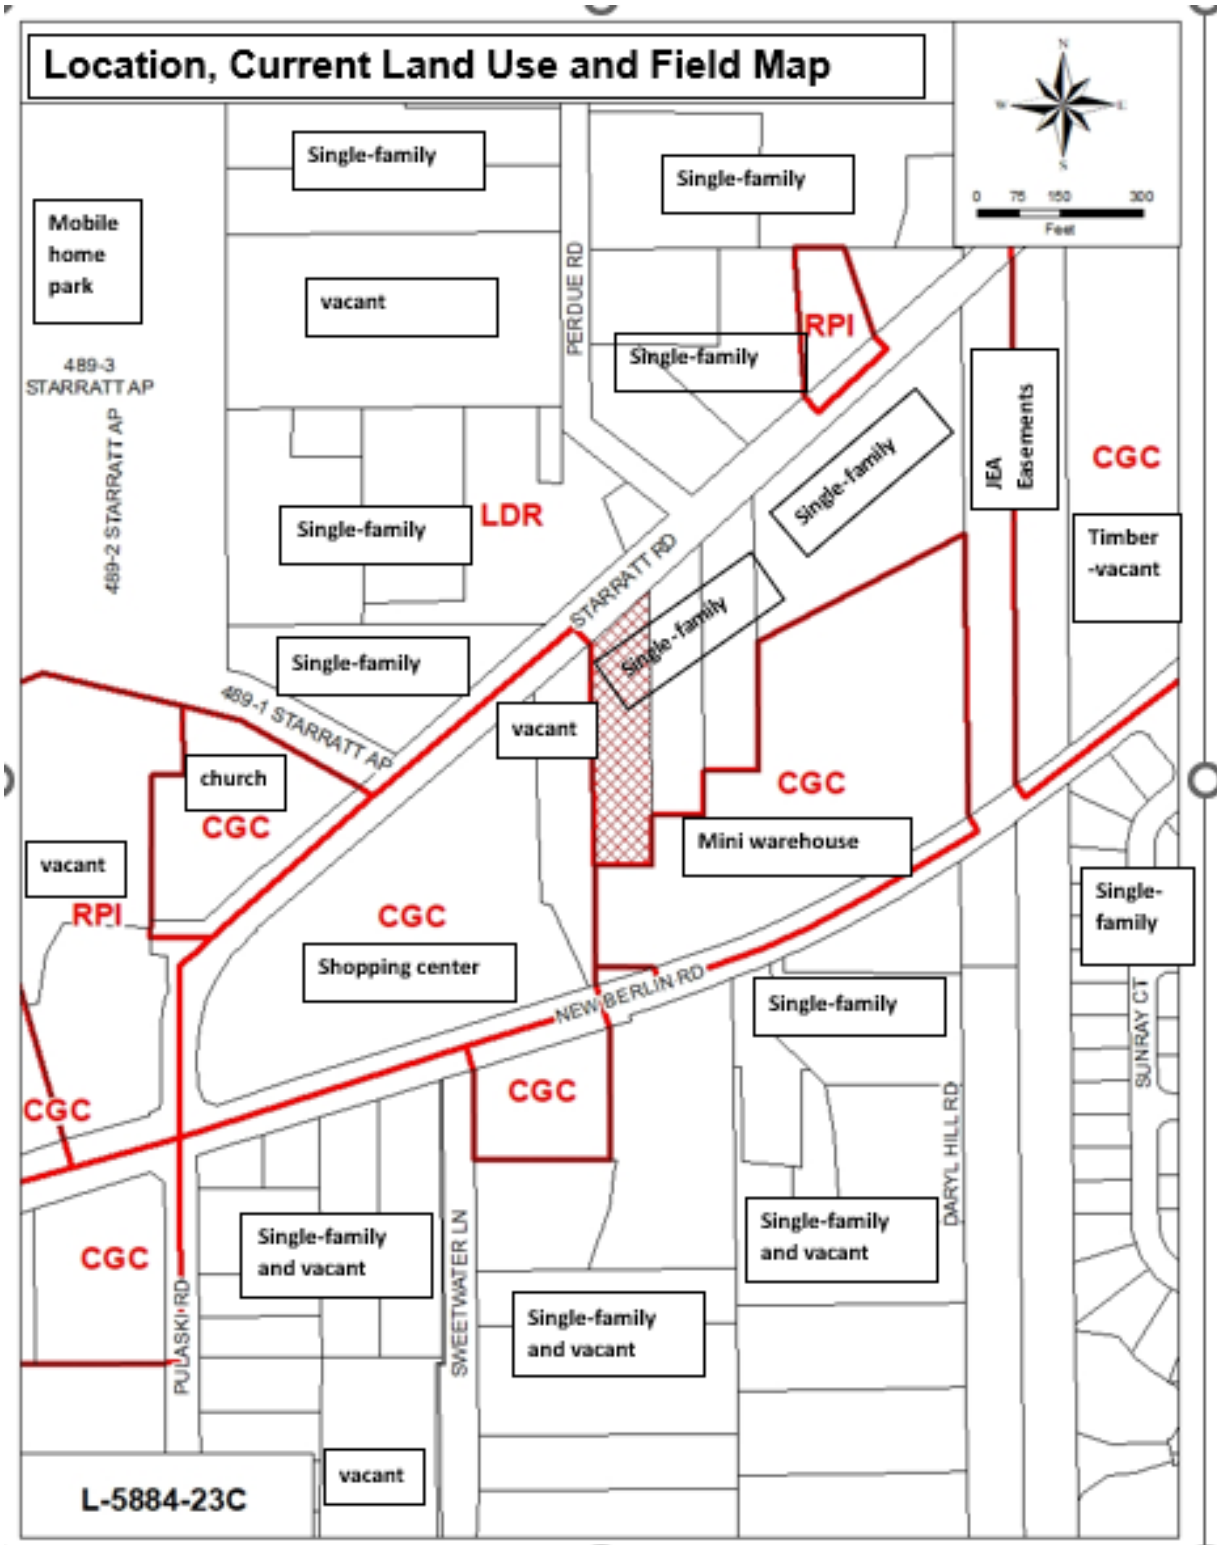 Location, Current Land Use and Field Map
N
W
E
S
0 75 150 300
Feet
Single-family
Single-family
Mobile
home
park
vacant
PERDUE RD
RPI
Single-family
489-3
STARRATT AP
489-2 STARRATT AP
JEA
Easements
CGC
Single-family
Single-family
LDR
Timber
-vacant
STARRATT RD
Single-family
Single-family
489-1 STARRATT AP
vacant
church
CGC
CGC
Mini warehouse
vacant
RPI
CGC
Shopping center
Single-
family
NEW BERLIN RD
Single-family
SUNRAY CT
CGC
CGC
DARYL HILL RD
Single-family
and vacant
Single-family
and vacant
CGC
SWEETWATER LN
PULASKI RD
Single-family
and vacant
vacant
L-5884-23C